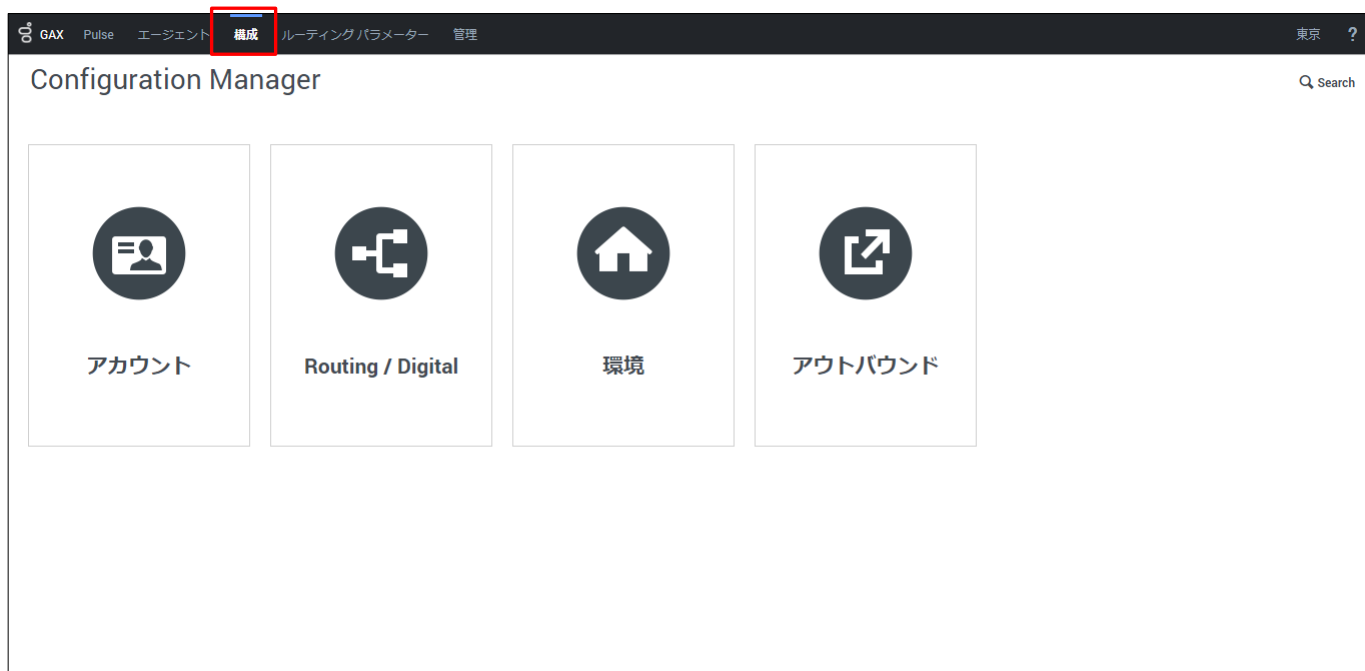 GAX Pulse エージェント 構成 ルーティング パラメーター 管理 東京 ?
Configuration Manager
Search
アカウント
Routing / Digital
環境
アウトバウンド